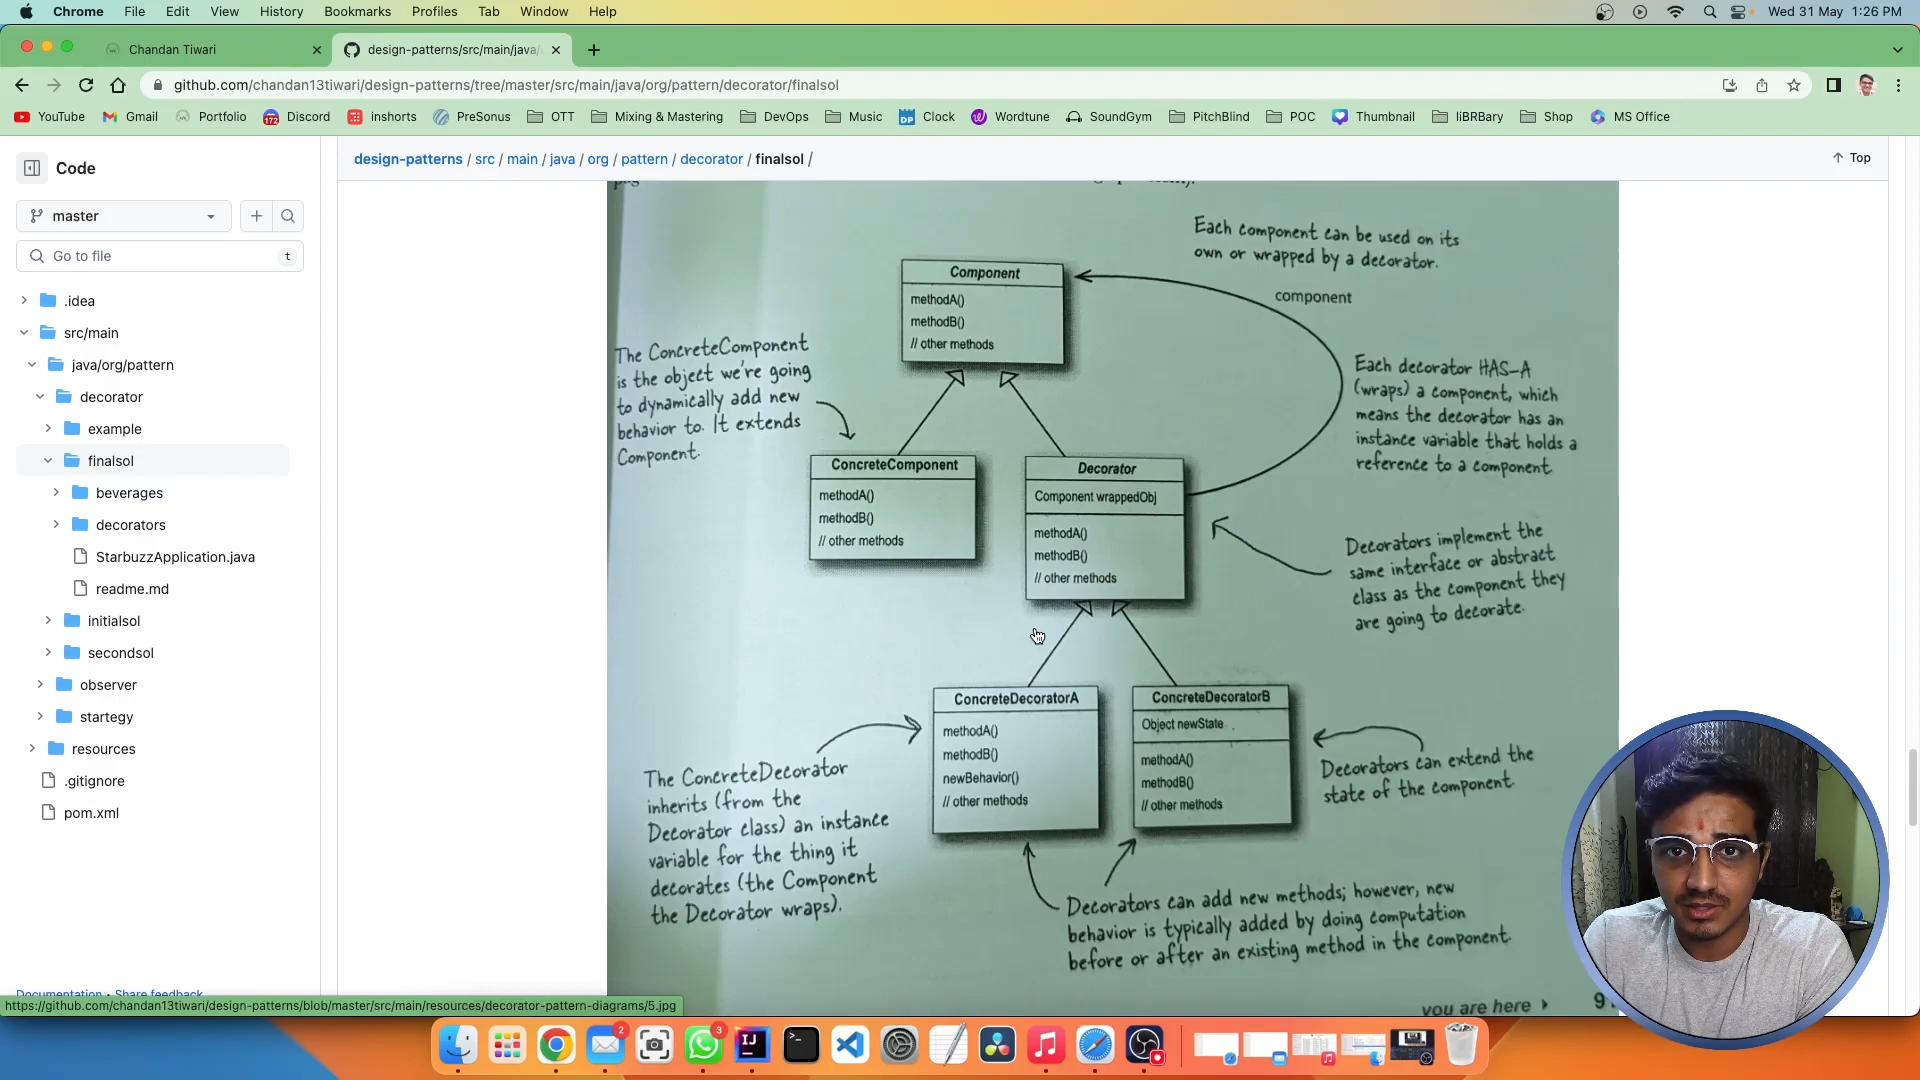 Chrome File Edit View History Bookmarks Profiles Tab Window Help
Wed 31 May 1:26 PM
Chandan Tiwari
design-patterns/src/main/java/
github.com/chandan13tiwari/design-patterns/tree/master/src/main/java/org/pattern/decorator/finalsol
YouTube Gmail Portfolio 172 Discord inshorts PreSonus OTT Mixing & Mastering DevOps Music DP Clock Wordtune SoundGym PitchBlind POC Thumbnail liBRBary Shop MS Office
Code
master
Go to file t
.idea
src/main
java/org/pattern
decorator
example
finalsol
beverages
decorators
StarbuzzApplication.java
readme.md
initialsol
secondsol
observer
startegy
resources
.gitignore
pom.xml
Documentation · Share feedback
https://github.com/chandan13tiwari/design-patterns/blob/master/src/main/resources/decorator-pattern-diagrams/5.jpg
design-patterns / src / main / java / org / pattern / decorator / finalsol /
Top
Each component can be used on its
own or wrapped by a decorator.
component
Component
methodA()
methodB()
// other methods
The ConcreteComponent
is the object we're going
to dynamically add new
behavior to. It extends
Component.
Each decorator HAS-A
(wraps) a component, which
means the decorator has an
instance variable that holds a
reference to a component.
ConcreteComponent
methodA()
methodB()
// other methods
Decorator
Component wrappedObj
methodA()
methodB()
// other methods
Decorators implement the
same interface or abstract
class as the component they
are going to decorate.
ConcreteDecoratorA
methodA()
methodB()
newBehavior()
// other methods
ConcreteDecoratorB
Object newState
methodA()
methodB()
// other methods
The ConcreteDecorator
inherits (from the
Decorator class) an instance
variable for the thing it
decorates (the Component
the Decorator wraps).
Decorators can extend the
state of the component.
Decorators can add new methods; however, new
behavior is typically added by doing computation
before or after an existing method in the component.
you are here
2
3
IJ